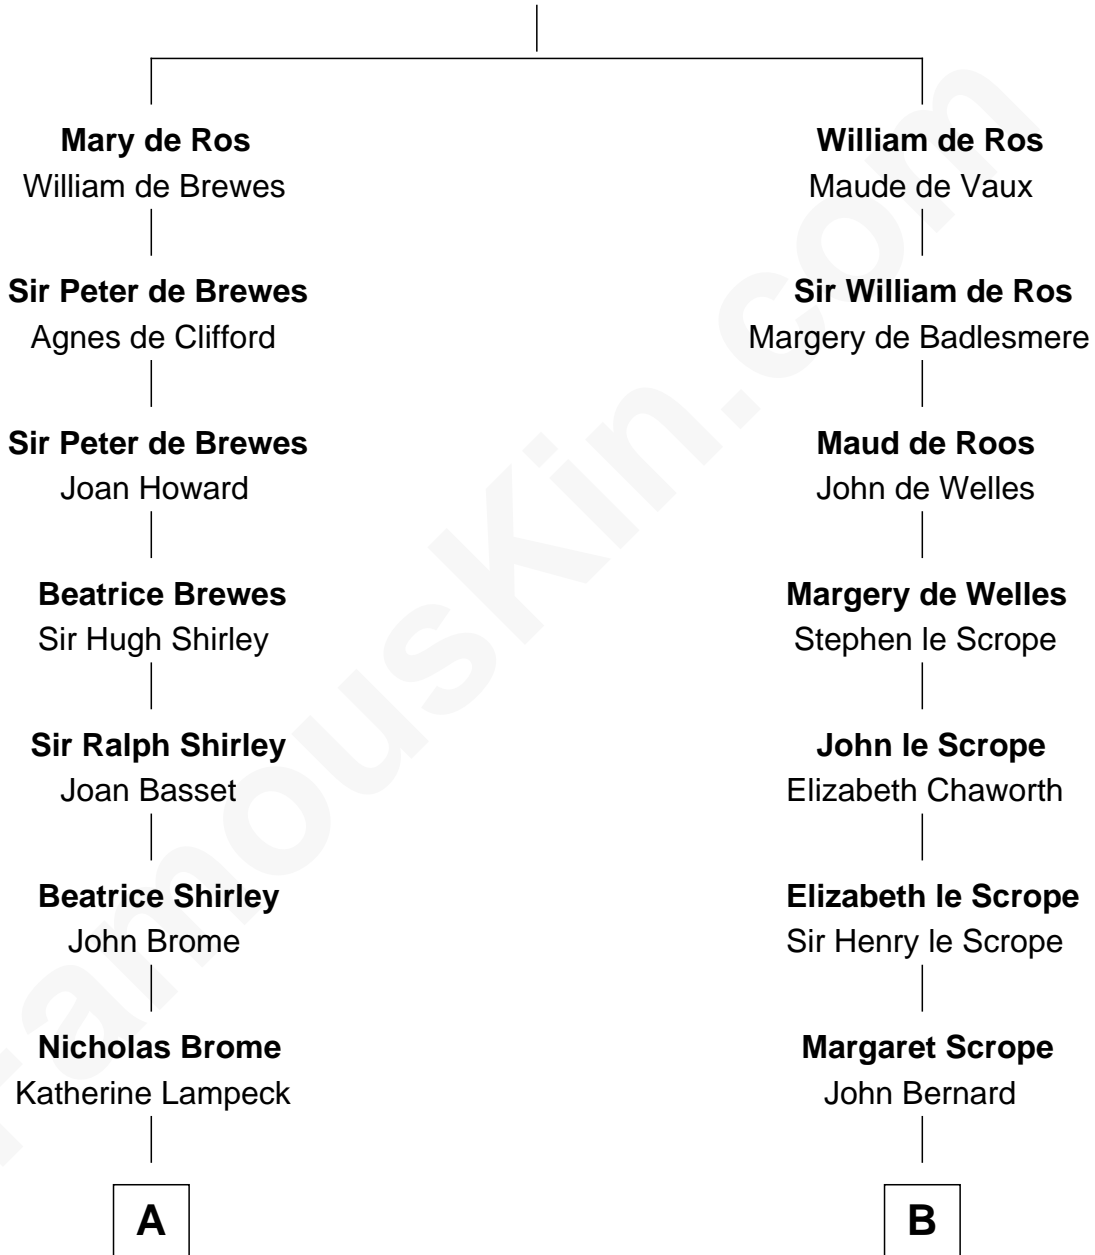 Mary de Ros
William de Brewes
William de Ros
Maude de Vaux
Sir Peter de Brewes
Agnes de Clifford
Sir William de Ros
Margery de Badlesmere
Sir Peter de Brewes
Joan Howard
Maud de Roos
John de Welles
Beatrice Brewes
Sir Hugh Shirley
Margery de Welles
Stephen le Scrope
Sir Ralph Shirley
Joan Basset
John le Scrope
Elizabeth Chaworth
Beatrice Shirley
John Brome
Elizabeth le Scrope
Sir Henry le Scrope
Nicholas Brome
Katherine Lampeck
Margaret Scrope
John Bernard
A
B
FamousKin.com